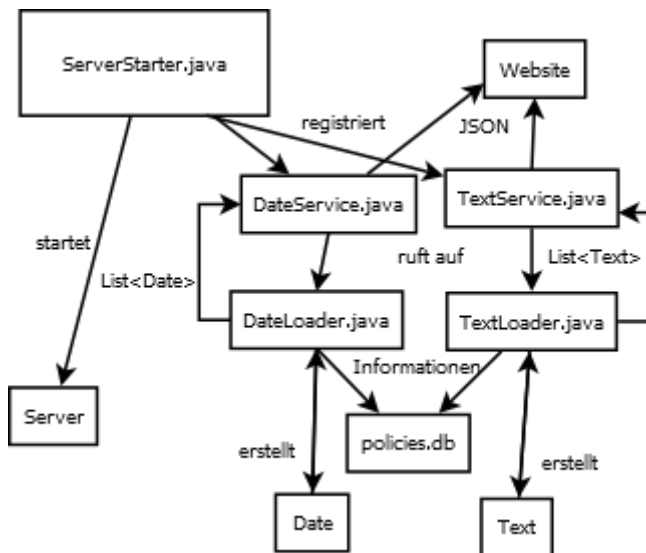 ServerStarter.java
Website
registriert
JSON
DateService.java
TextService.java
startet
ruft auf
List<Text>
List<Date>
DateLoader.java
TextLoader.java
Informationen
Server
policies.db
erstellt
erstellt
Date
Text